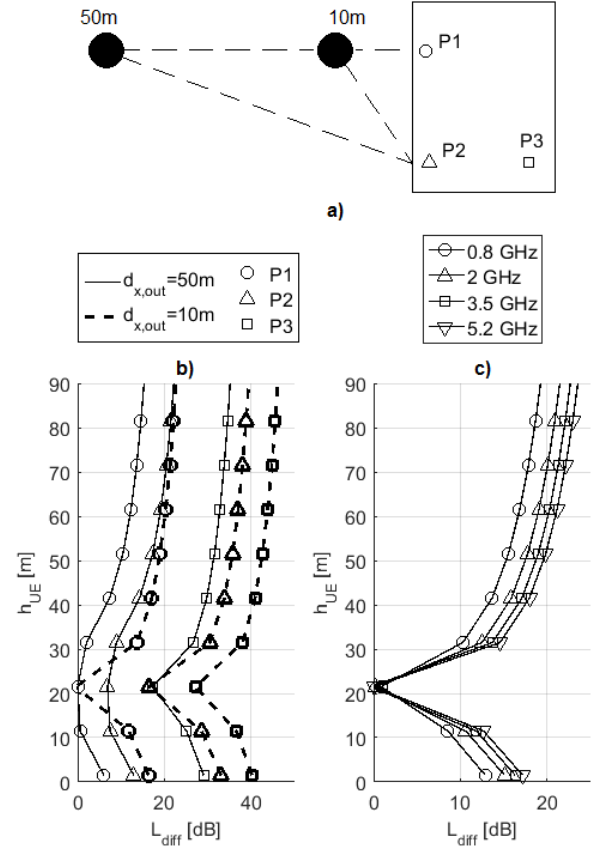 50m
10m
P1
P2
P3
a)
d_x,out=50m
d_x,out=10m
P1
P2
P3
0.8 GHz
2 GHz
3.5 GHz
5.2 GHz
b)
c)
90
80
70
60
50
40
30
20
10
0
h_UE [m]
0
20
40
L_diff [dB]
90
80
70
60
50
40
30
20
10
0
h_UE [m]
0
10
20
L_diff [dB]